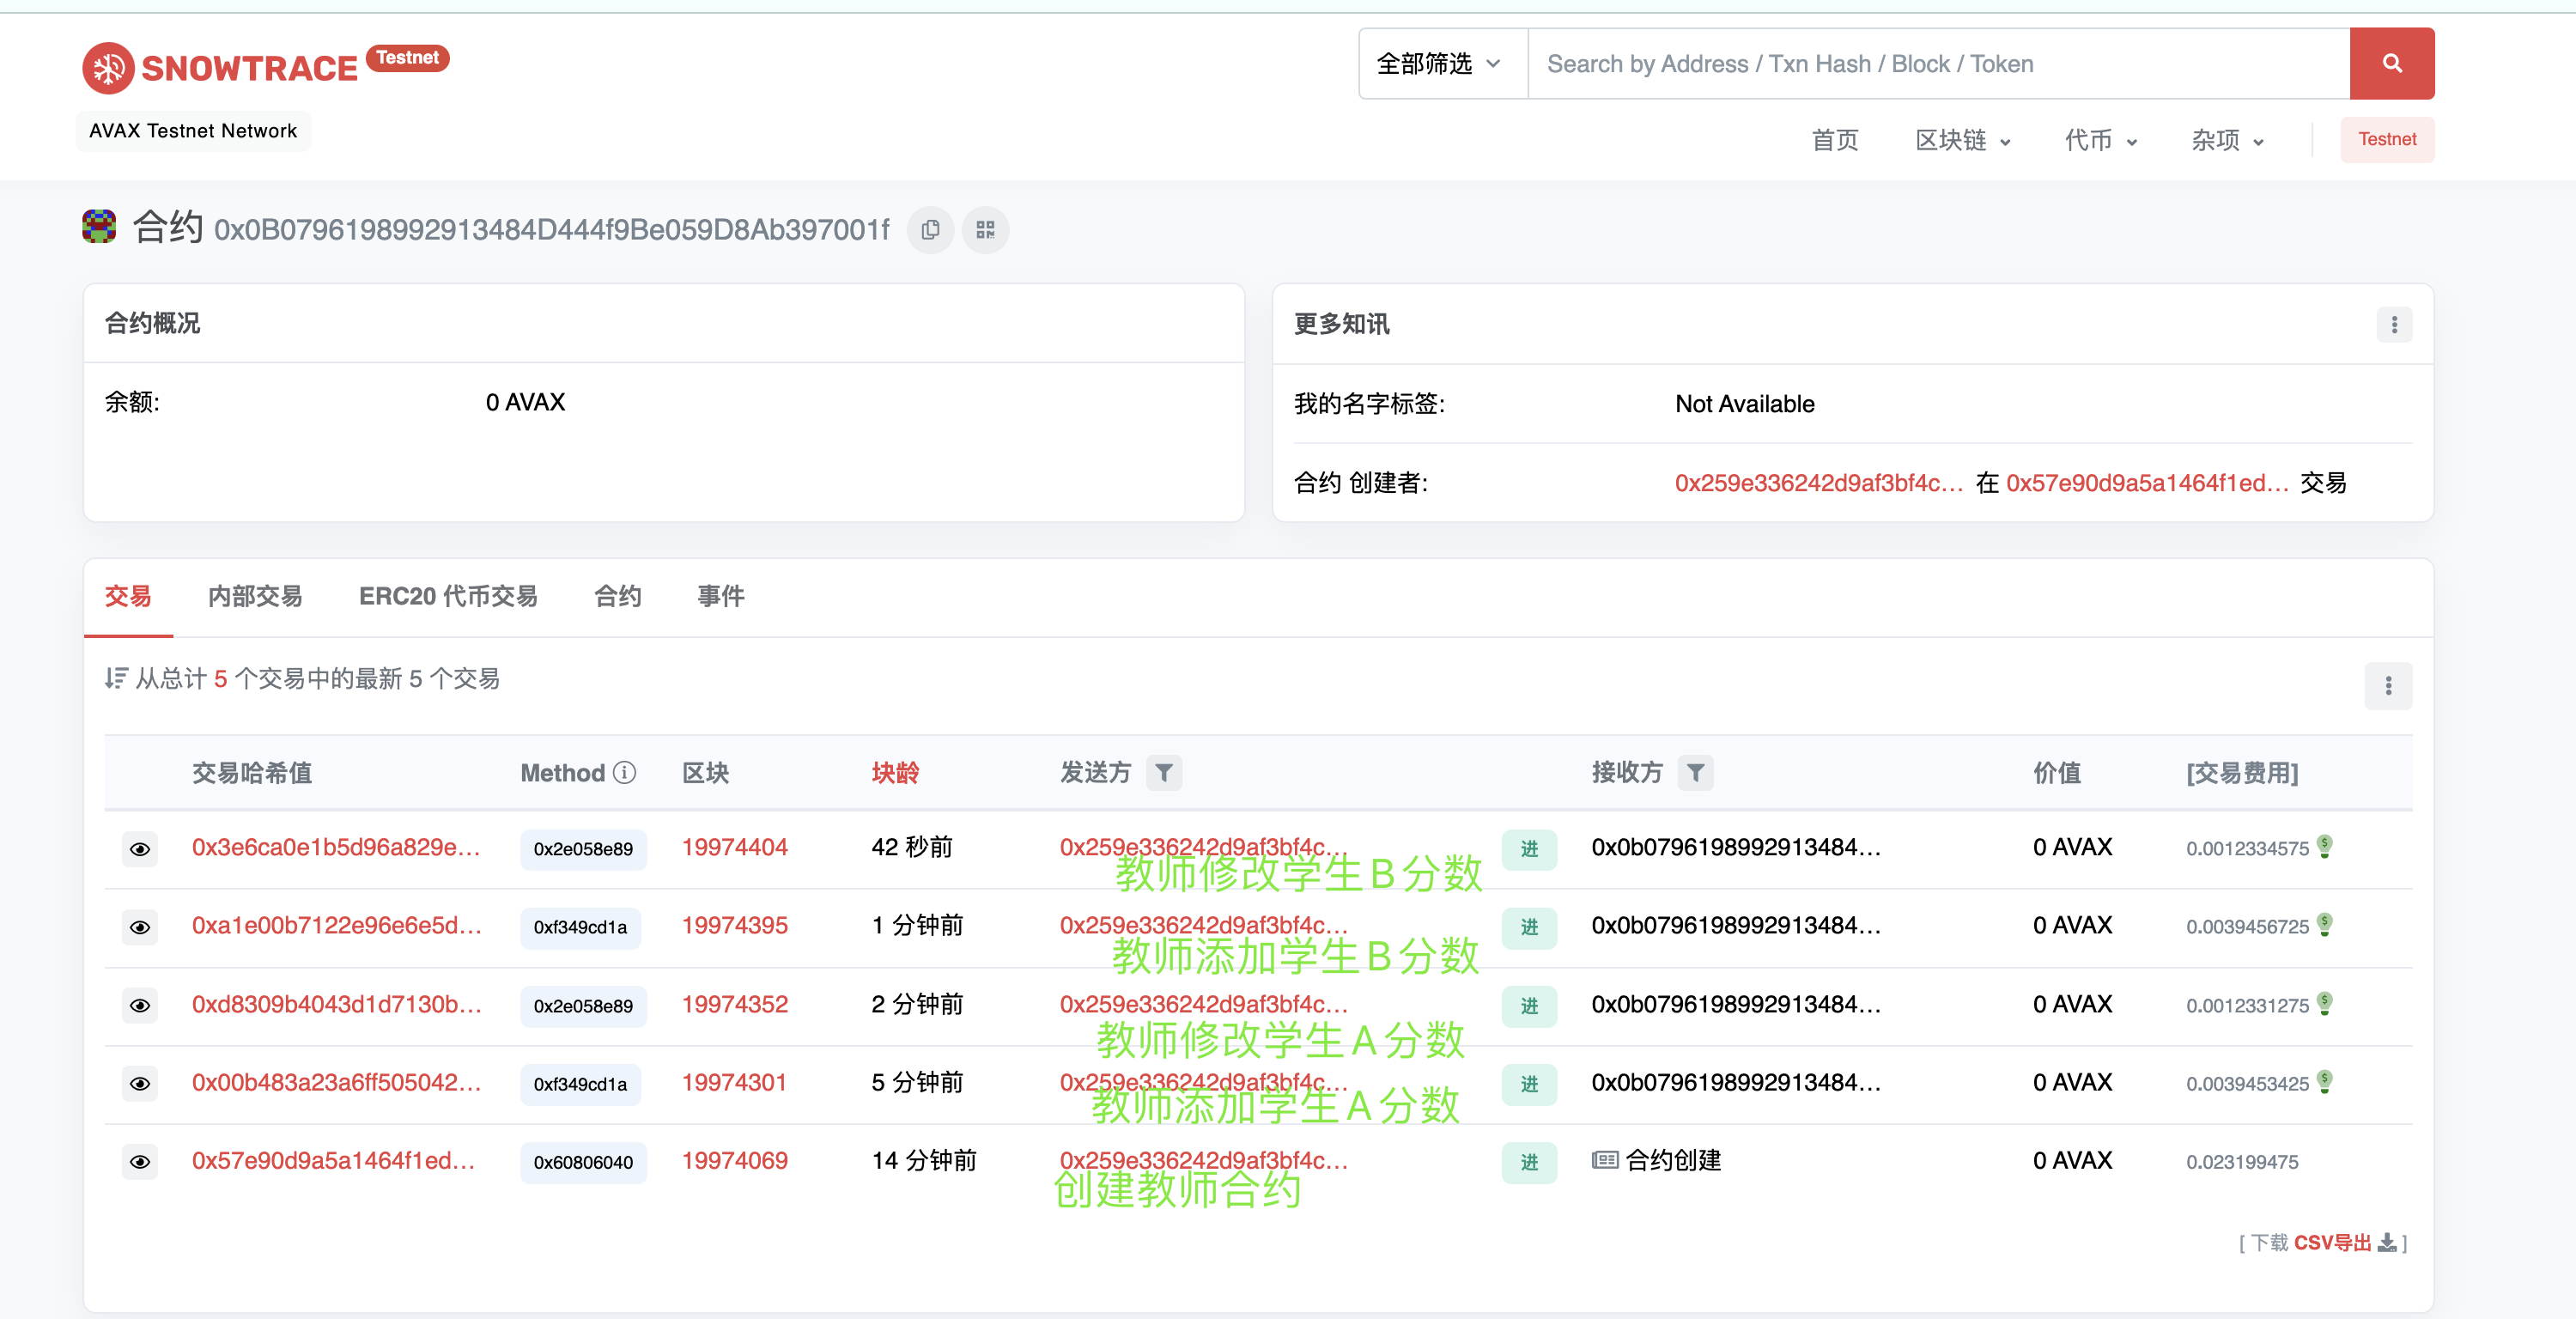 SNOWTRACE Testnet
全部筛选 Search by Address / Txn Hash / Block / Token
AVAX Testnet Network
首页 区块链 代币 杂项 Testnet
合约 0x0B0796198992913484D444f9Be059D8Ab397001f
合约概况
余额: 0 AVAX
更多知讯
我的名字标签: Not Available
合约 创建者: 0x259e336242d9af3bf4c... 在 0x57e90d9a5a1464f1ed... 交易
交易 内部交易 ERC20 代币交易 合约 事件
从总计 5 个交易中的最新 5 个交易
交易哈希值 Method 区块 块龄 发送方 接收方 价值 [交易费用]
0x3e6ca0e1b5d96a829e... 0x2e058e89 19974404 42 秒前 0x259e336242d9af3bf4c... 进 0x0b0796198992913484... 0 AVAX 0.0012334575
教师修改学生B分数
0xa1e00b7122e96e6e5d... 0xf349cd1a 19974395 1 分钟前 0x259e336242d9af3bf4c... 进 0x0b0796198992913484... 0 AVAX 0.0039456725
教师添加学生B分数
0xd8309b4043d1d7130b... 0x2e058e89 19974352 2 分钟前 0x259e336242d9af3bf4c... 进 0x0b0796198992913484... 0 AVAX 0.0012331275
教师修改学生A分数
0x00b483a23a6ff505042... 0xf349cd1a 19974301 5 分钟前 0x259e336242d9af3bf4c... 进 0x0b0796198992913484... 0 AVAX 0.0039453425
教师添加学生A分数
0x57e90d9a5a1464f1ed... 0x60806040 19974069 14 分钟前 0x259e336242d9af3bf4c... 进 合约创建 0 AVAX 0.023199475
创建教师合约
[ 下载 CSV导出 ]